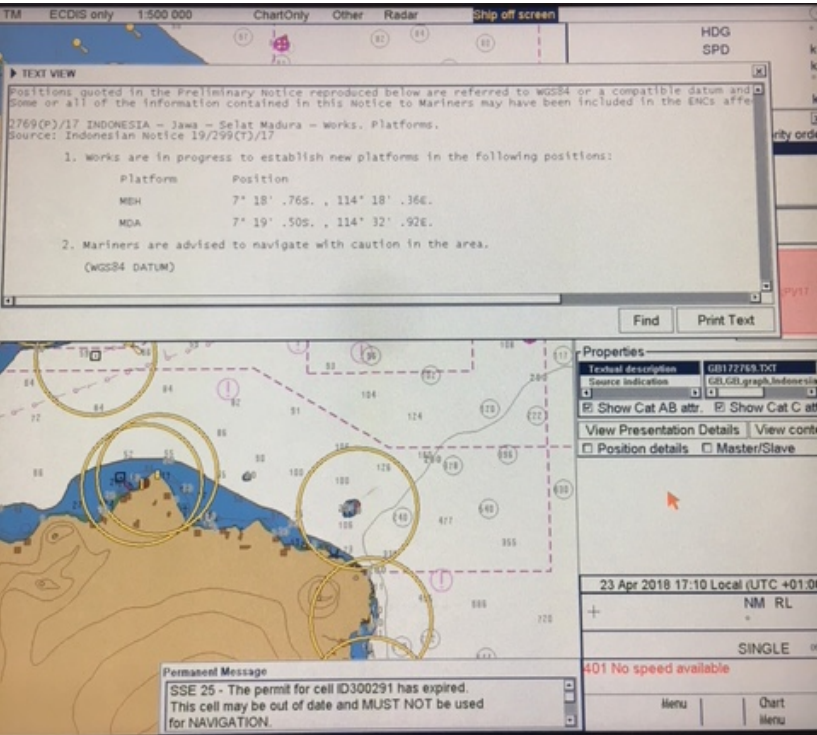 TM ECDIS only 1:500 000 ChartOnly Other Radar Ship off screen
HDG
SPD
TEXT VIEW
Positions quoted in the Preliminary Notice reproduced below are referred to WGS84 or a compatible datum and
Some or all of the information contained in this Notice to Mariners may have been included in the ENCs affe
2769(P)/17 INDONESIA - Jawa - Selat Madura - Works. Platforms.
Source: Indonesian Notice 19/299(T)/17
1. Works are in progress to establish new platforms in the following positions:
Platform Position
MBH 7° 18' .76S. , 114° 18' .36E.
MDA 7° 19' .50S. , 114° 32' .92E.
2. Mariners are advised to navigate with caution in the area.
(WGS84 DATUM)
Find Print Text
rity orde
Properties
Textual description GB172769.TXT
Source indication GB,GB,graph,Indonesia
Show Cat AB attr. Show Cat C att
View Presentation Details View conte
Position details Master/Slave
23 Apr 2018 17:10 Local (UTC +01:0
NM RL
SINGLE
401 No speed available
Menu Chart Menu
Permanent Message
SSE 25 - The permit for cell ID300291 has expired.
This cell may be out of date and MUST NOT be used
for NAVIGATION.